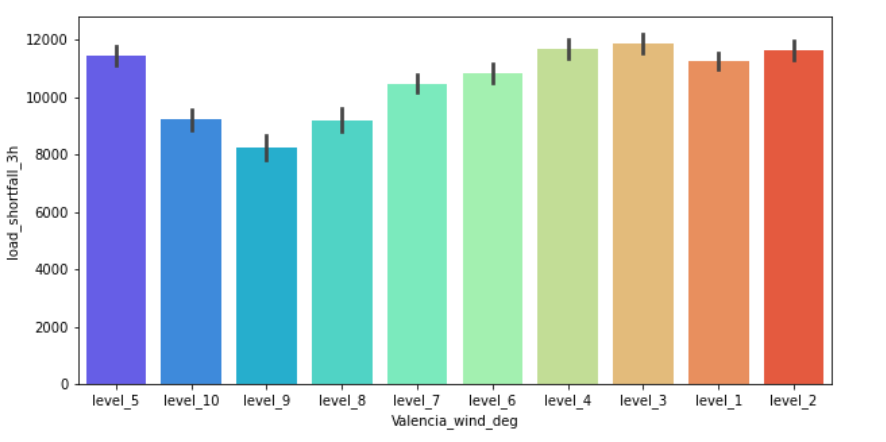 12000
10000
8000
6000
4000
2000
0
load_shortfall_3h
level_5 level_10 level_9 level_8 level_7 level_6 level_4 level_3 level_1 level_2
Valencia_wind_deg